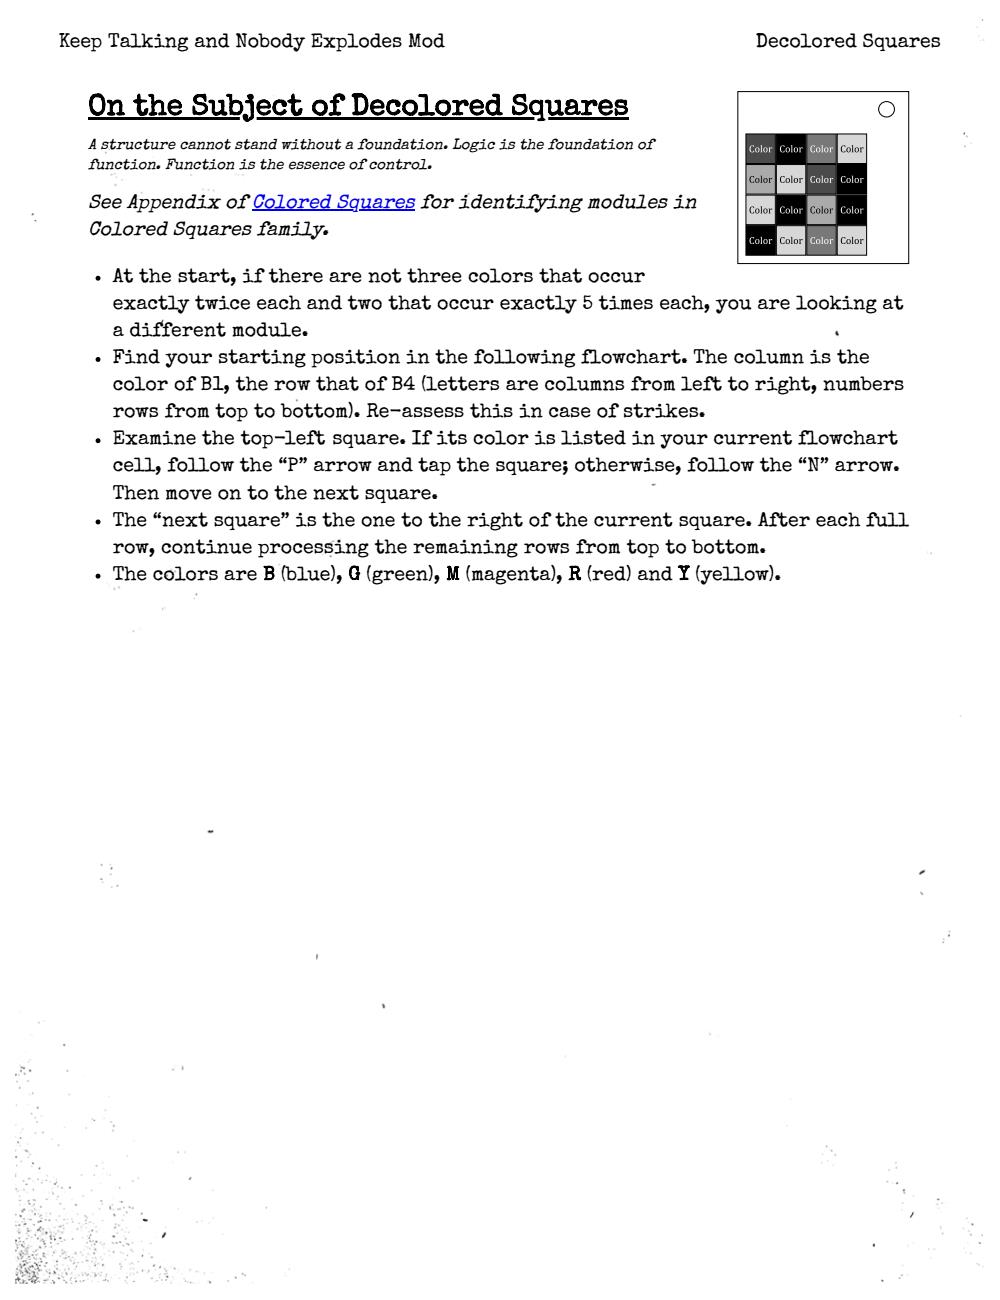 Keep Talking and Nobody Explodes Mod
Decolored Squares
On the Subject of Decolored Squares
A structure cannot stand without a foundation. Logic is the foundation of
function. Function is the essence of control.
See Appendix of Colored Squares for identifying modules in
Colored Squares family.
Color Color Color Color
Color Color Color Color
Color Color Color Color
Color Color Color Color
• At the start, if there are not three colors that occur
exactly twice each and two that occur exactly 5 times each, you are looking at
a different module.
• Find your starting position in the following flowchart. The column is the
color of B1, the row that of B4 (letters are columns from left to right, numbers
rows from top to bottom). Re-assess this in case of strikes.
• Examine the top-left square. If its color is listed in your current flowchart
cell, follow the “P” arrow and tap the square; otherwise, follow the “N” arrow.
Then move on to the next square.
• The “next square” is the one to the right of the current square. After each full
row, continue processing the remaining rows from top to bottom.
• The colors are B (blue), G (green), M (magenta), R (red) and Y (yellow).